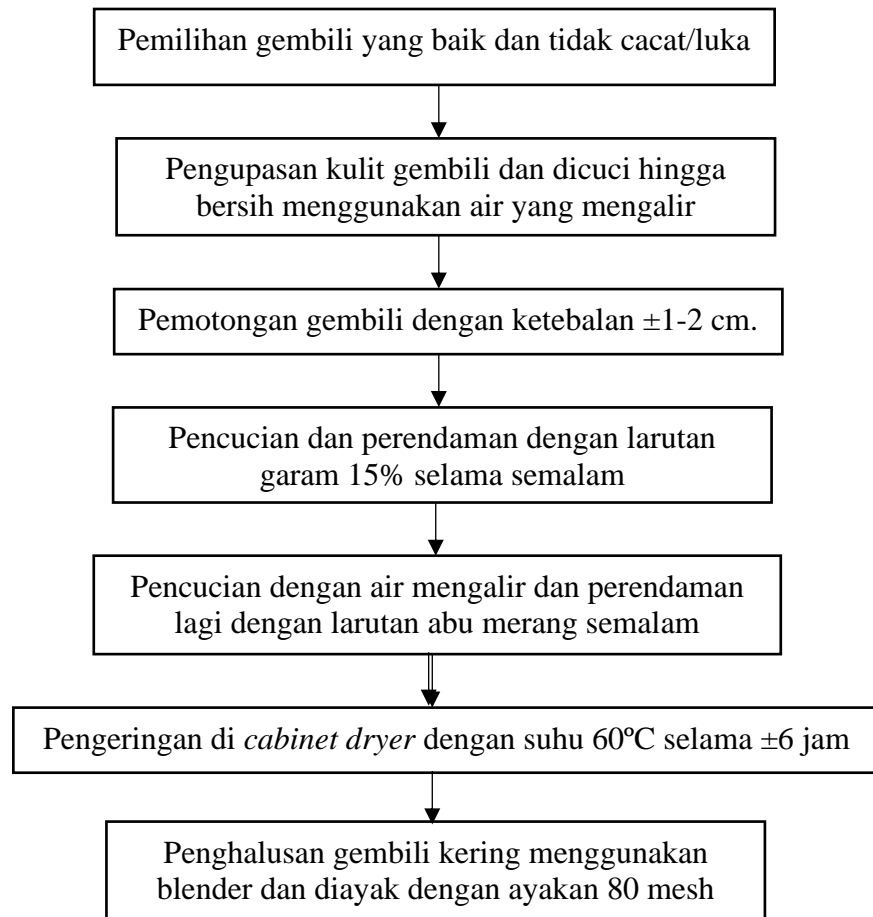 Pemilihan gembili yang baik dan tidak cacat/luka
Pengupasan kulit gembili dan dicuci hingga
bersih menggunakan air yang mengalir
Pemotongan gembili dengan ketebalan ±1-2 cm.
Pencucian dan perendaman dengan larutan
garam 15% selama semalam
Pencucian dengan air mengalir dan perendaman
lagi dengan larutan abu merang semalam
Pengeringan di cabinet dryer dengan suhu 60ºC selama ±6 jam
Penghalusan gembili kering menggunakan
blender dan diayak dengan ayakan 80 mesh